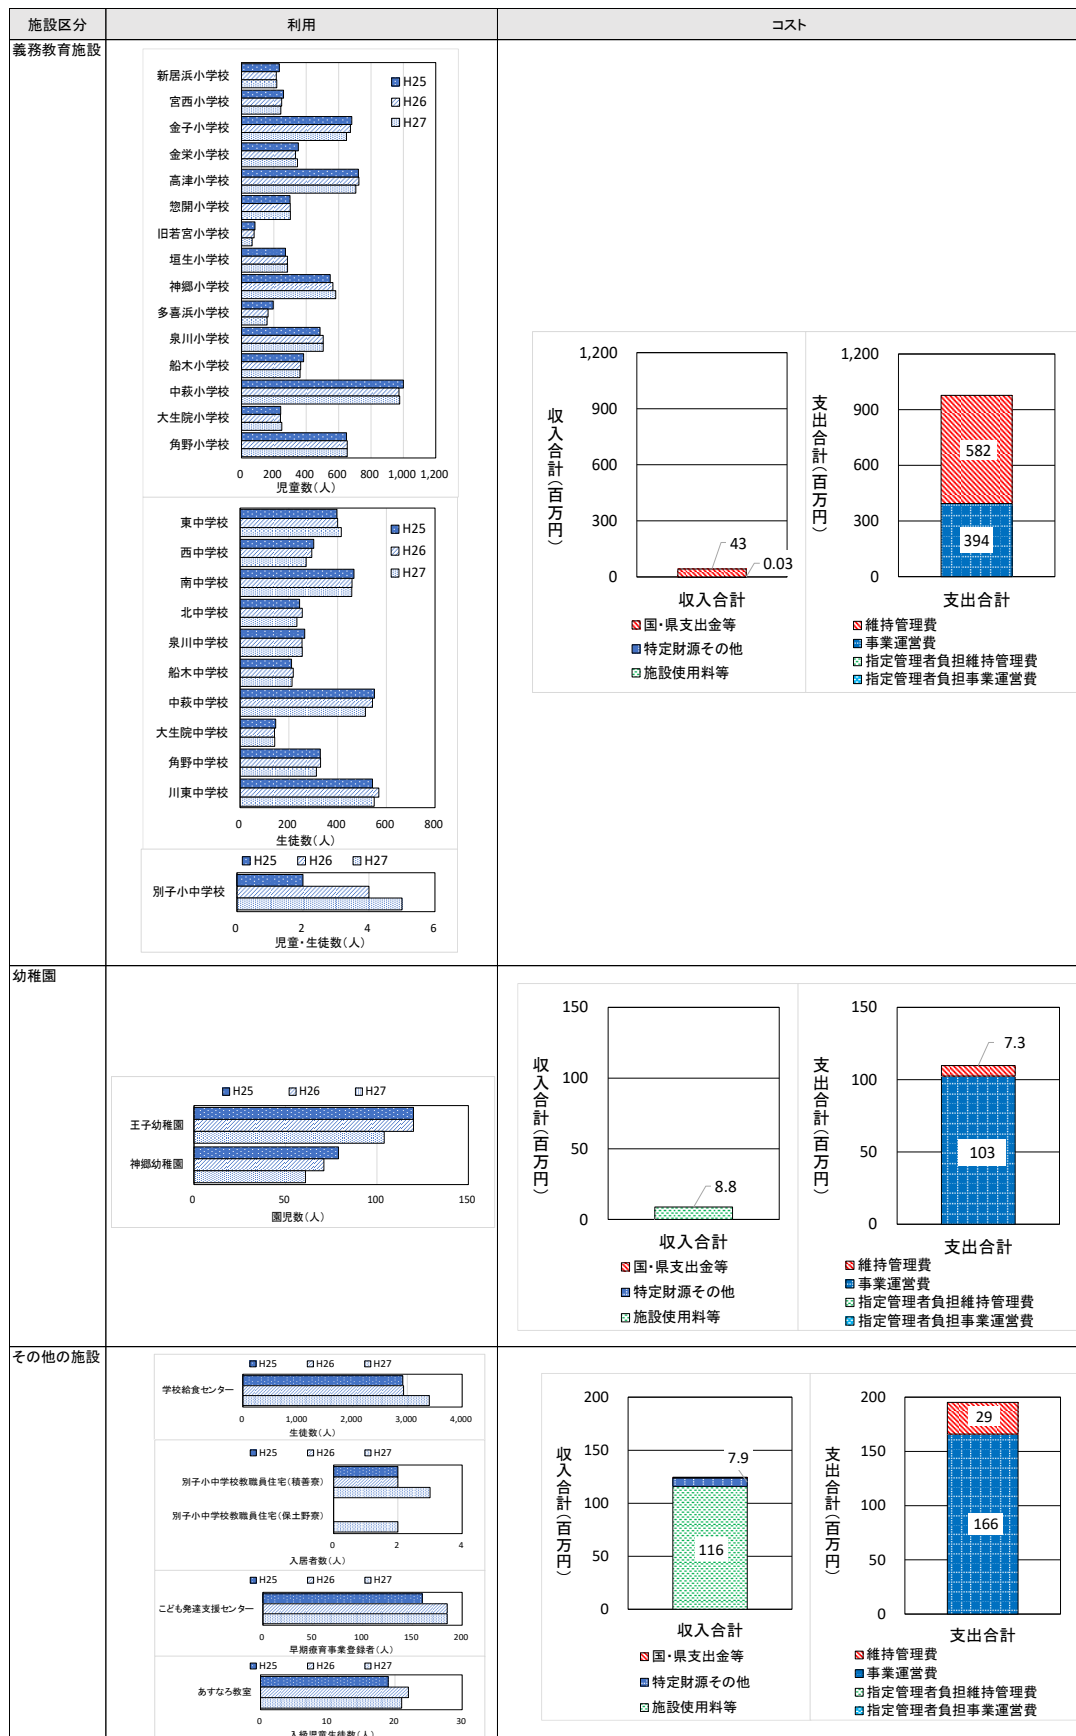 施設区分
利用
コスト
義務教育施設
新居浜小学校
宮西小学校
金子小学校
金栄小学校
高津小学校
惣開小学校
旧若宮小学校
垣生小学校
神郷小学校
多喜浜小学校
泉川小学校
船木小学校
中萩小学校
大生院小学校
角野小学校
H25
H26
H27
0 200 400 600 800 1,000 1,200
児童数(人)
東中学校
西中学校
南中学校
北中学校
泉川中学校
船木中学校
中萩中学校
大生院中学校
角野中学校
川東中学校
H25
H26
H27
0 200 400 600 800
生徒数(人)
H25 H26 H27
別子小中学校
0 2 4 6
児童・生徒数(人)
1,200
900
600
300
0
収入合計(百万円)
43
0.03
収入合計
国・県支出金等
特定財源その他
施設使用料等
1,200
900
600
300
0
支出合計(百万円)
582
394
支出合計
維持管理費
事業運営費
指定管理者負担維持管理費
指定管理者負担事業運営費
幼稚園
H25 H26 H27
王子幼稚園
神郷幼稚園
0 50 100 150
園児数(人)
150
100
50
0
収入合計(百万円)
8.8
収入合計
国・県支出金等
特定財源その他
施設使用料等
150
100
50
0
支出合計(百万円)
7.3
103
支出合計
維持管理費
事業運営費
指定管理者負担維持管理費
指定管理者負担事業運営費
その他の施設
H25 H26 H27
学校給食センター
0 1,000 2,000 3,000 4,000
生徒数(人)
H25 H26 H27
別子小中学校教職員住宅(積善寮)
別子小中学校教職員住宅(保土野寮)
0 2 4
入居者数(人)
H25 H26 H27
こども発達支援センター
0 50 100 150 200
早期療育事業登録者(人)
H25 H26 H27
あすなろ教室
0 10 20 30
入級児童生徒数(人)
200
150
100
50
0
収入合計(百万円)
7.9
116
収入合計
国・県支出金等
特定財源その他
施設使用料等
200
150
100
50
0
支出合計(百万円)
29
166
支出合計
維持管理費
事業運営費
指定管理者負担維持管理費
指定管理者負担事業運営費